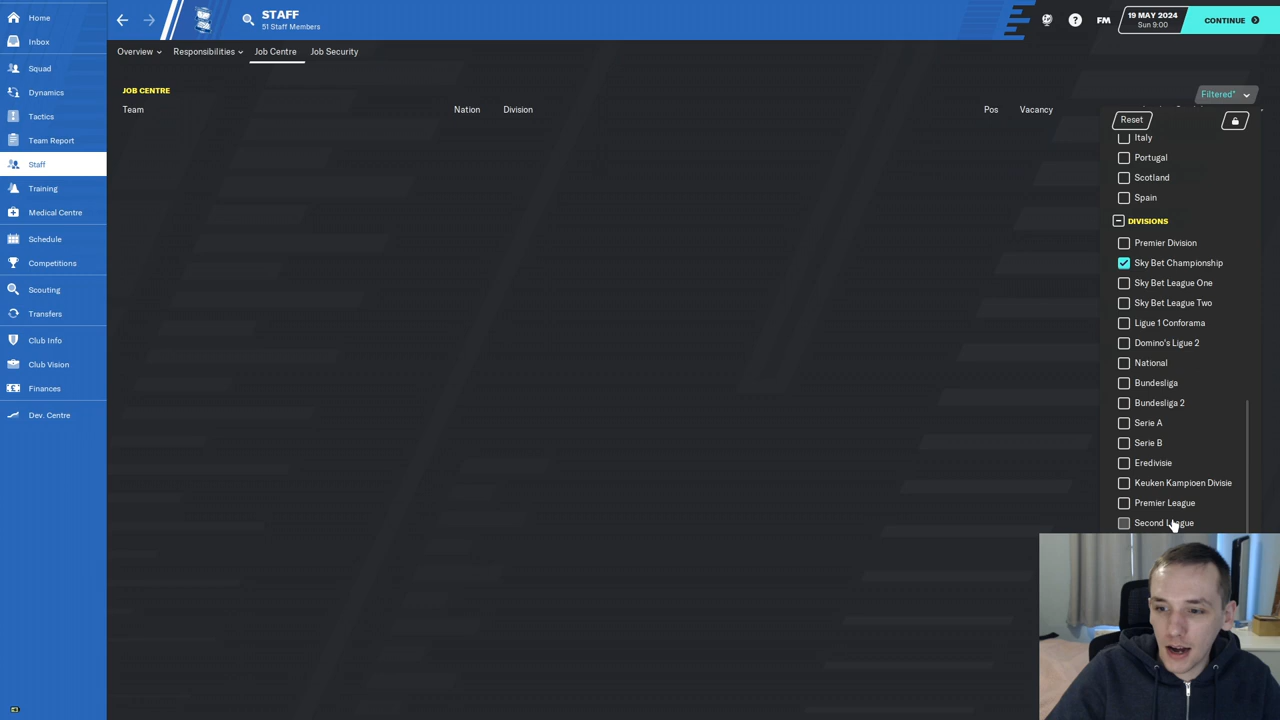 Home
Inbox
Squad
Dynamics
Tactics
Team Report
Staff
Training
Medical Centre
Schedule
Competitions
Scouting
Transfers
Club Info
Club Vision
Finances
Dev. Centre
STAFF
51 Staff Members
?
FM
19 MAY 2024
Sun 9:00
CONTINUE
Overview
Responsibilities
Job Centre
Job Security
JOB CENTRE
Filtered*
Team
Nation
Division
Pos
Vacancy
Reset
Italy
Portugal
Scotland
Spain
DIVISIONS
Premier Division
Sky Bet Championship
Sky Bet League One
Sky Bet League Two
Ligue 1 Conforama
Domino's Ligue 2
National
Bundesliga
Bundesliga 2
Serie A
Serie B
Eredivisie
Keuken Kampioen Divisie
Premier League
Second League